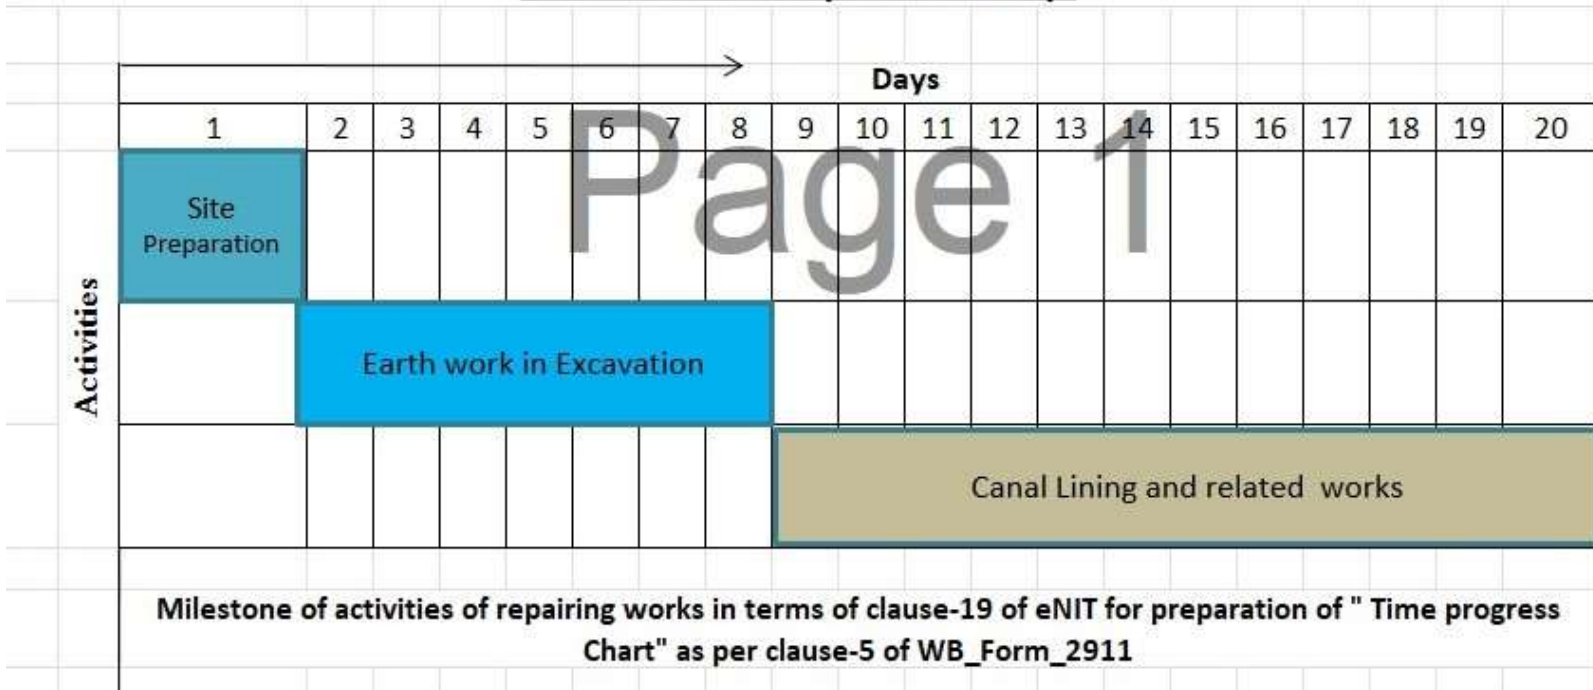 Days
1 2 3 4 5 6 7 8 9 10 11 12 13 14 15 16 17 18 19 20
Page 1
Site
Preparation
Activities
Earth work in Excavation
Canal Lining and related works
Milestone of activities of repairing works in terms of clause-19 of eNIT for preparation of " Time progress
Chart" as per clause-5 of WB_Form_2911